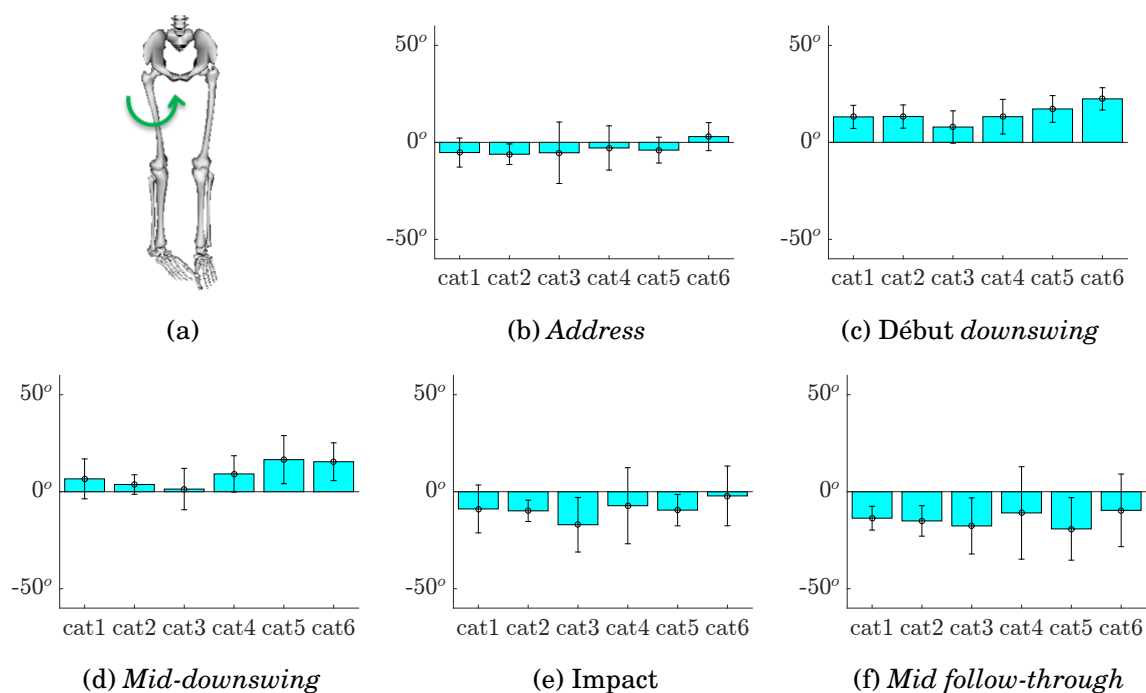 50°
0°
-50°
cat1 cat2 cat3 cat4 cat5 cat6
50°
0°
-50°
cat1 cat2 cat3 cat4 cat5 cat6
(a)
(b) Address
(c) Début downswing
50°
0°
-50°
cat1 cat2 cat3 cat4 cat5 cat6
50°
0°
-50°
cat1 cat2 cat3 cat4 cat5 cat6
50°
0°
-50°
cat1 cat2 cat3 cat4 cat5 cat6
(d) Mid-downswing
(e) Impact
(f) Mid follow-through